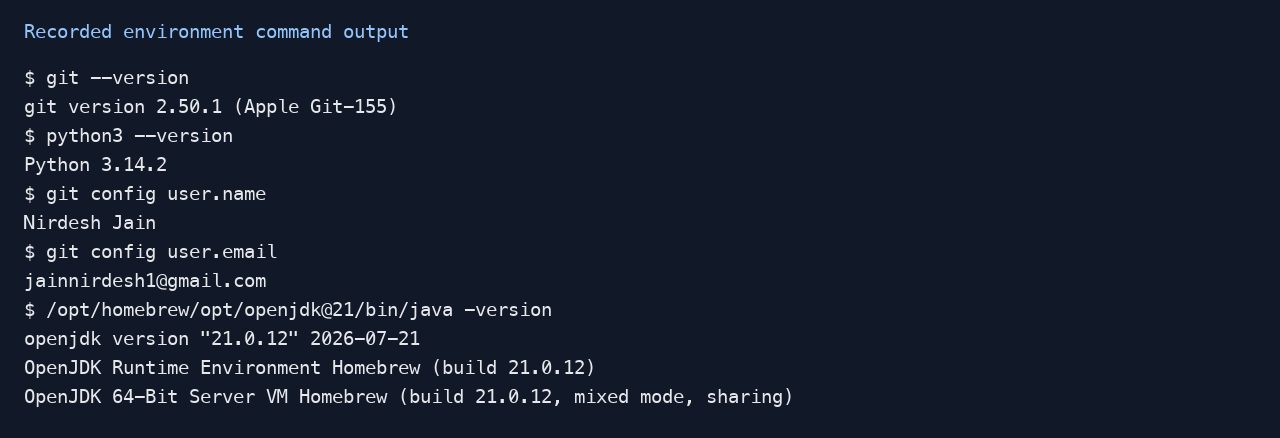 Recorded environment command output
$ git --version
git version 2.50.1 (Apple Git-155)
$ python3 --version
Python 3.14.2
$ git config user.name
Nirdesh Jain
$ git config user.email
jainnirdesh1@gmail.com
$ /opt/homebrew/opt/openjdk@21/bin/java -version
openjdk version "21.0.12" 2026-07-21
OpenJDK Runtime Environment Homebrew (build 21.0.12)
OpenJDK 64-Bit Server VM Homebrew (build 21.0.12, mixed mode, sharing)